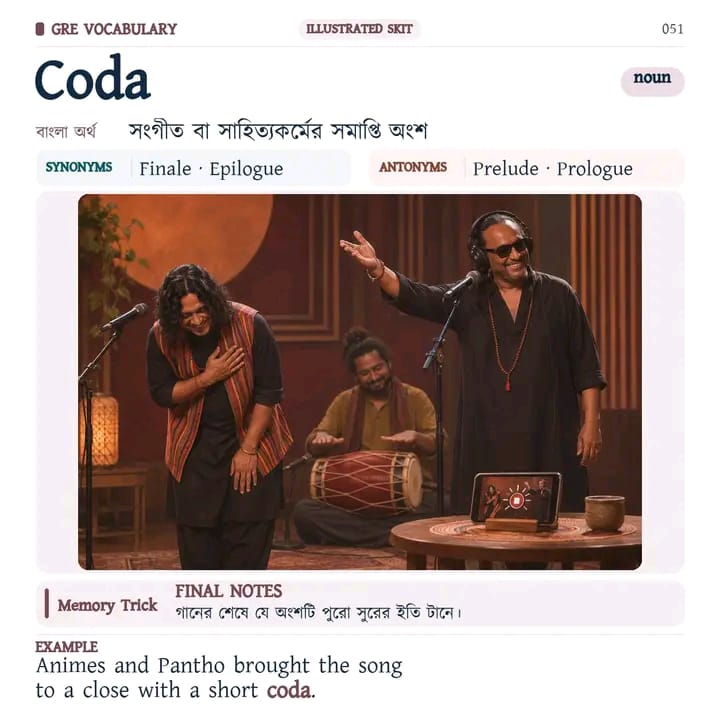 GRE VOCABULARY
ILLUSTRATED SKIT
051
Coda
noun
বাংলা অর্থ সংগীত বা সাহিত্যকর্মের সমাপ্তি অংশ
SYNONYMS Finale · Epilogue
ANTONYMS Prelude · Prologue
Memory Trick
FINAL NOTES
গানের শেষে যে অংশটি পুরো সুরের ইতি টানে।
EXAMPLE
Animes and Pantho brought the song
to a close with a short coda.